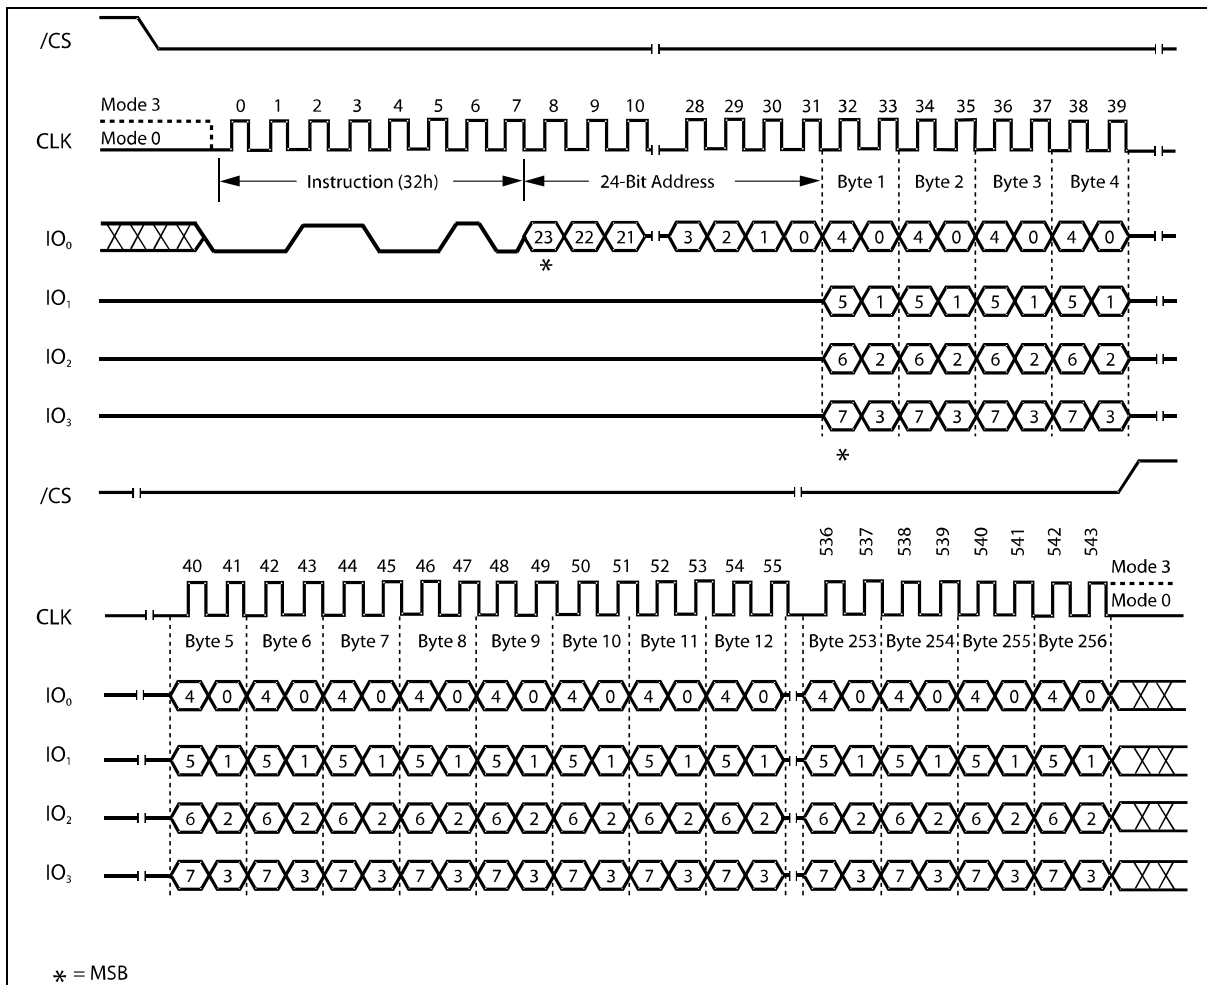 /CS
Mode 3
Mode 0
CLK
0 1 2 3 4 5 6 7 8 9 10 28 29 30 31 32 33 34 35 36 37 38 39
Instruction (32h) 24-Bit Address Byte 1 Byte 2 Byte 3 Byte 4
IO₀ 23 22 21 3 2 1 0 4 0 4 0 4 0 4 0
*
IO₁ 5 1 5 1 5 1 5 1
IO₂ 6 2 6 2 6 2 6 2
IO₃ 7 3 7 3 7 3 7 3
*
/CS
40 41 42 43 44 45 46 47 48 49 50 51 52 53 54 55 536 537 538 539 540 541 542 543
Mode 3
Mode 0
CLK
Byte 5 Byte 6 Byte 7 Byte 8 Byte 9 Byte 10 Byte 11 Byte 12 Byte 253 Byte 254 Byte 255 Byte 256
IO₀ 4 0 4 0 4 0 4 0 4 0 4 0 4 0 4 0 4 0 4 0 4 0 4 0
IO₁ 5 1 5 1 5 1 5 1 5 1 5 1 5 1 5 1 5 1 5 1 5 1 5 1
IO₂ 6 2 6 2 6 2 6 2 6 2 6 2 6 2 6 2 6 2 6 2 6 2 6 2
IO₃ 7 3 7 3 7 3 7 3 7 3 7 3 7 3 7 3 7 3 7 3 7 3 7 3
* = MSB